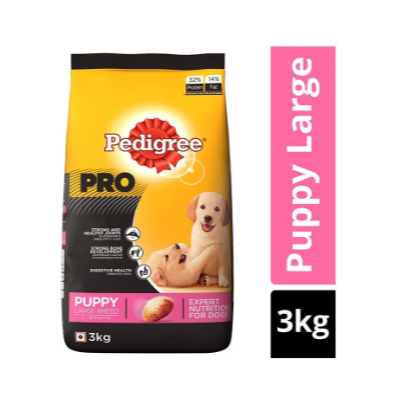 32%
Protein
14%
Fat
Pedigree
PRO
STRONG AND
HEALTHY JOINTS
STRONG BONE
DEVELOPMENT
DIGESTIVE HEALTH
PUPPY
LARGE BREED
EXPERT
NUTRITION
FOR DOGS
3kg
Puppy Large
3kg